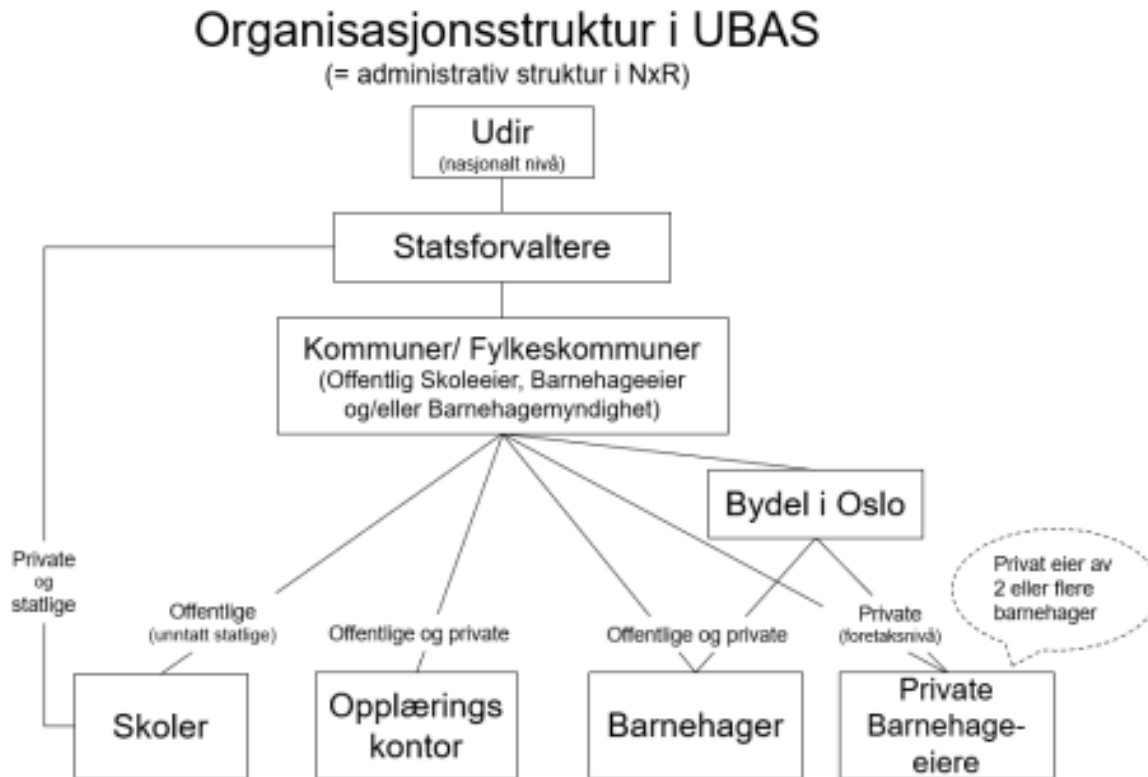 Organisasjonsstruktur i UBAS
(= administrativ struktur i NxR)
Udir
(nasjonalt nivå)
Statsforvaltere
Kommuner/ Fylkeskommuner
(Offentlig Skoleeier, Barnehageeier
og/eller Barnehagemyndighet)
Bydel i Oslo
Private
og
statlige
Offentlige
(unntatt statlige)
Offentlige og private
Offentlige og private
Private
(foretaksnivå)
Privat eier av
2 eller flere
barnehager
Skoler
Opplærings
kontor
Barnehager
Private
Barnehage-
eiere